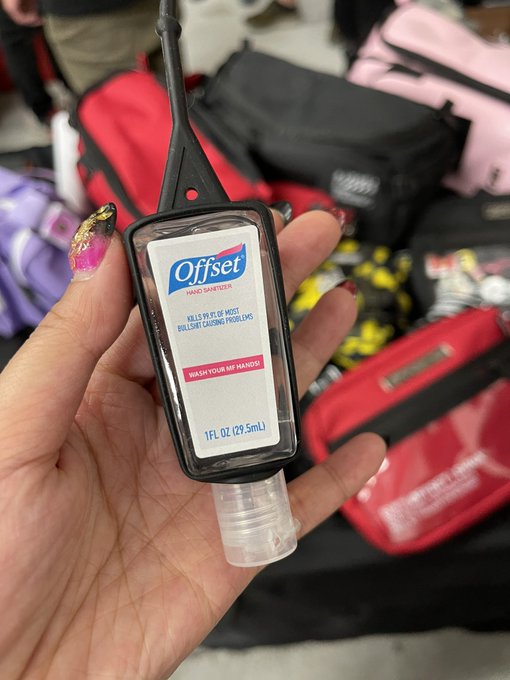 Offset
HAND SANITIZER
KILLS 99.9% OF MOST
BULLSHIT CAUSING PROBLEMS
WASH YOUR MF HANDS!
1FL OZ (29.5mL)